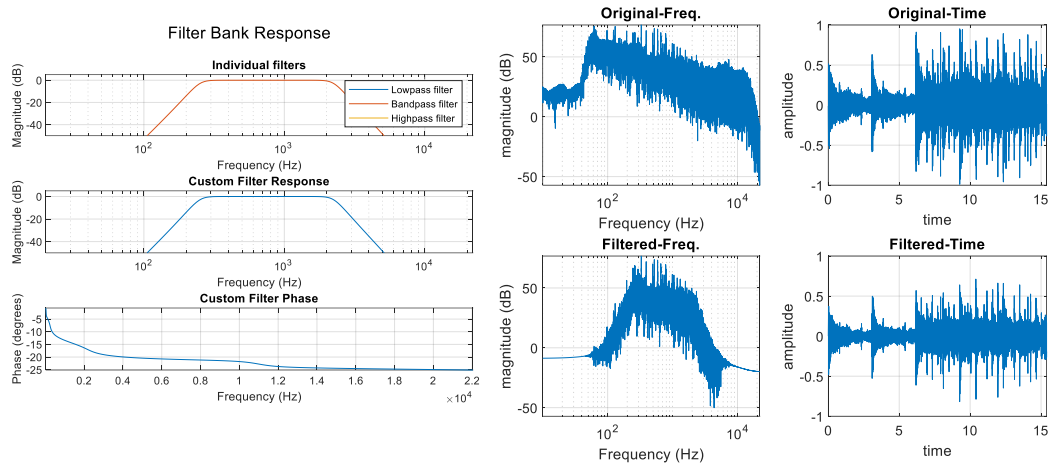 Filter Bank Response
Individual filters
Magnitude (dB)
0
-20
-40
Lowpass filter
Bandpass filter
Highpass filter
10²
10³
10⁴
Frequency (Hz)
Custom Filter Response
Magnitude (dB)
0
-20
-40
10²
10³
10⁴
Frequency (Hz)
Custom Filter Phase
Phase (degrees)
-5
-10
-15
-20
-25
0.2
0.4
0.6
0.8
1
1.2
1.4
1.6
1.8
2
2.2
Frequency (Hz)
×10⁴
Original-Freq.
magnitude (dB)
50
0
-50
10²
10⁴
Frequency (Hz)
Original-Time
amplitude
1
0.5
0
-0.5
-1
0
5
10
15
time
Filtered-Freq.
magnitude (dB)
50
0
-50
10²
10⁴
Frequency (Hz)
Filtered-Time
amplitude
1
0.5
0
-0.5
-1
0
5
10
15
time